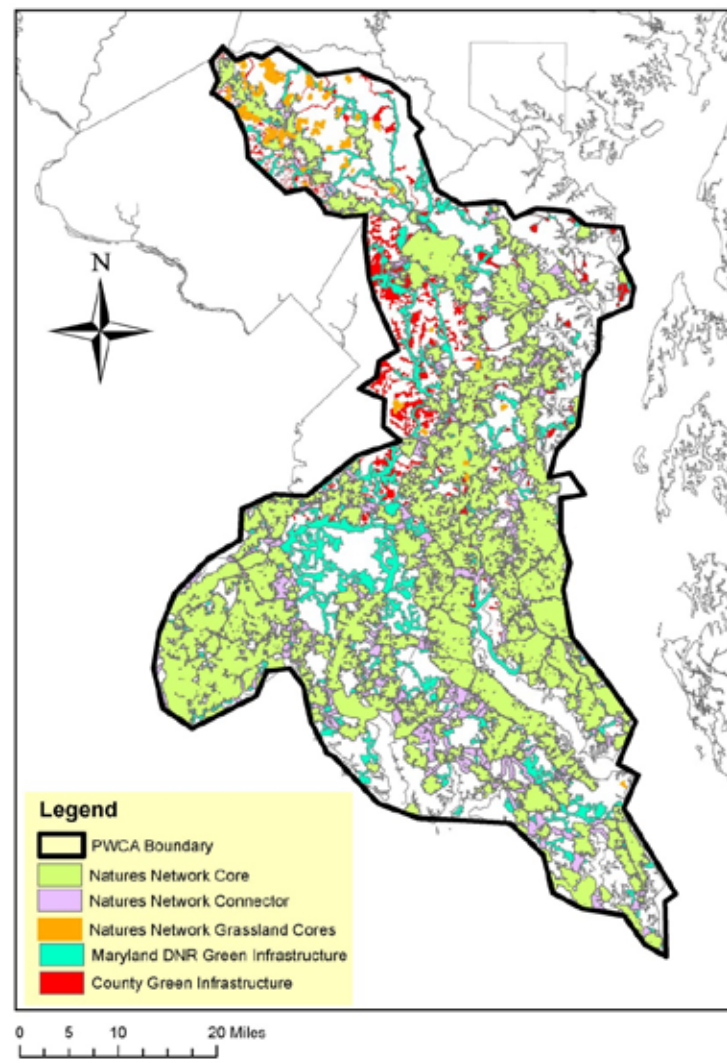 N
Legend
PWCA Boundary
Natures Network Core
Natures Network Connector
Natures Network Grassland Cores
Maryland DNR Green Infrastructure
County Green Infrastructure
0 5 10 20 Miles